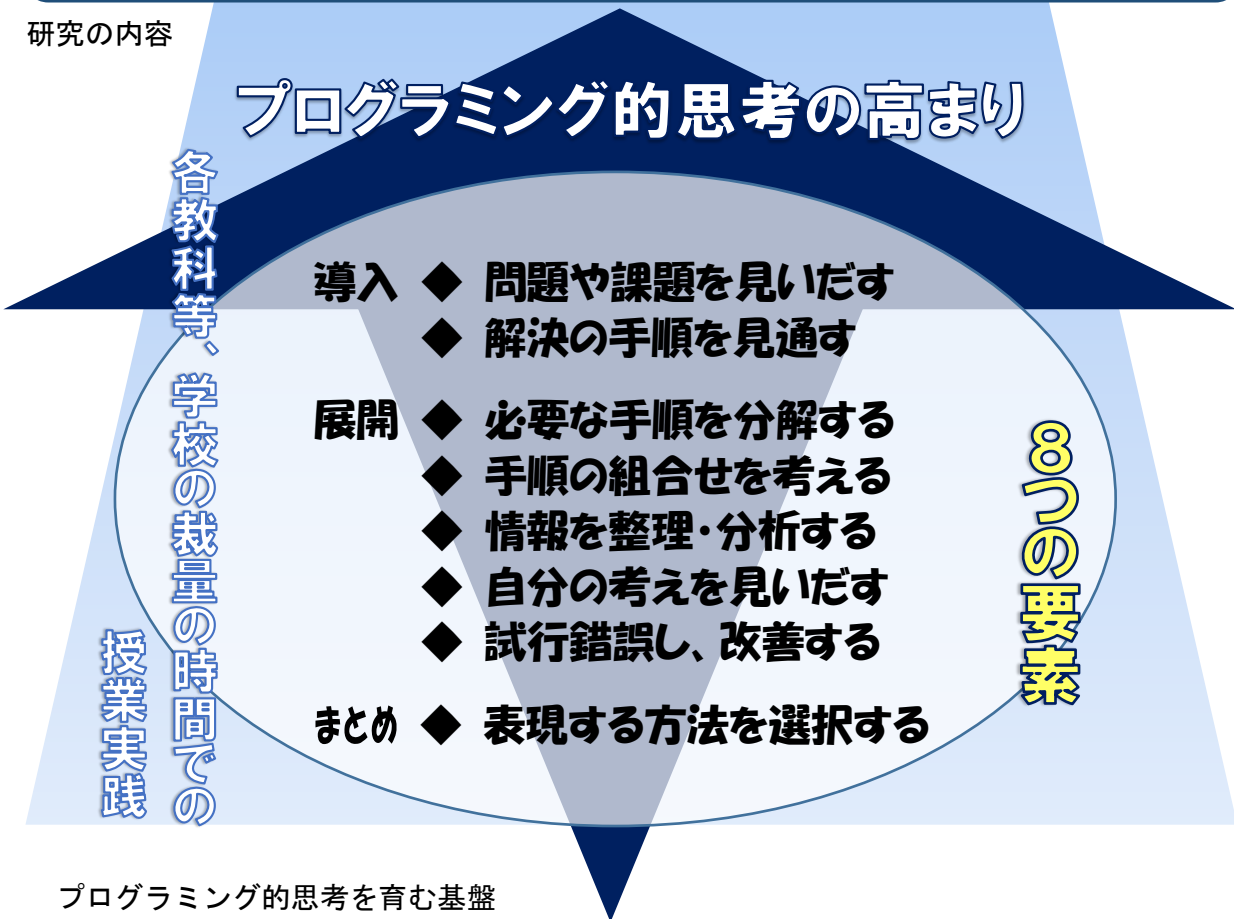 研究の内容
プログラミング的思考の高まり
各教科等、学校の裁量の時間での
授業実践
導入 ◆ 問題や課題を見いだす
◆ 解決の手順を見通す
展開 ◆ 必要な手順を分解する
◆ 手順の組合せを考える
◆ 情報を整理・分析する
◆ 自分の考えを見いだす
◆ 試行錯誤し、改善する
まとめ ◆ 表現する方法を選択する
8つの要素
プログラミング的思考を育む基盤